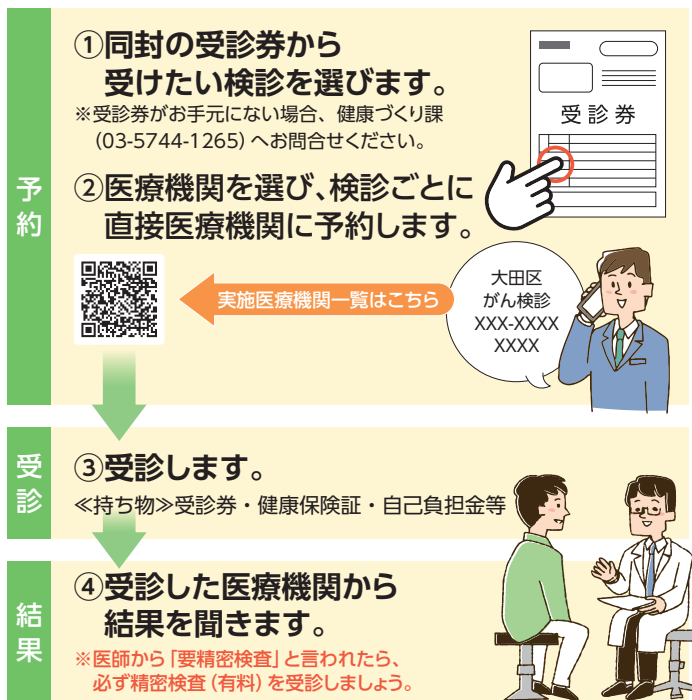 予約
①同封の受診券から
受けたい検診を選びます。
※受診券がお手元にない場合、健康づくり課
(03-5744-1265)へお問合せください。
受診券
②医療機関を選び、検診ごとに
直接医療機関に予約します。
実施医療機関一覧はこちら
大田区
がん検診
XXX-XXXX
XXXX
受診
③受診します。
≪持ち物≫受診券・健康保険証・自己負担金等
結果
④受診した医療機関から
結果を聞きます。
※医師から「要精密検査」と言われたら、
必ず精密検査(有料)を受診しましょう。